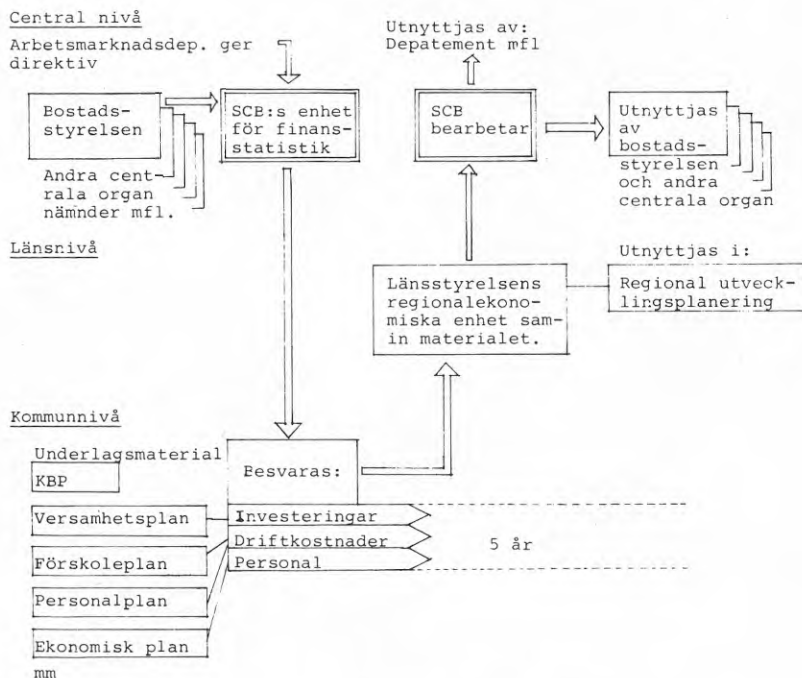 Central nivå
Arbetsmarknadsdep. ger
direktiv
Utnyttjas av:
Depatement mfl
Bostads-
styrelsen
SCB:s enhet
för finans-
statistik
SCB
bearbetar
Utnyttjas
av
bostads-
styrelsen
och andra
centrala organ
Andra cent-
rala organ
nämnder mfl.
Länsnivå
Utnyttjas i:
Länsstyrelsens
regionalekono-
miska enhet sam-
in materialet.
Regional utveck-
lingsplanering
Kommunnivå
Underlagsmaterial
KBP
Besvaras:
Versamhetsplan
Investeringar
Driftkostnader
5 år
Förskoleplan
Personal
Personalplan
Ekonomisk plan
mm